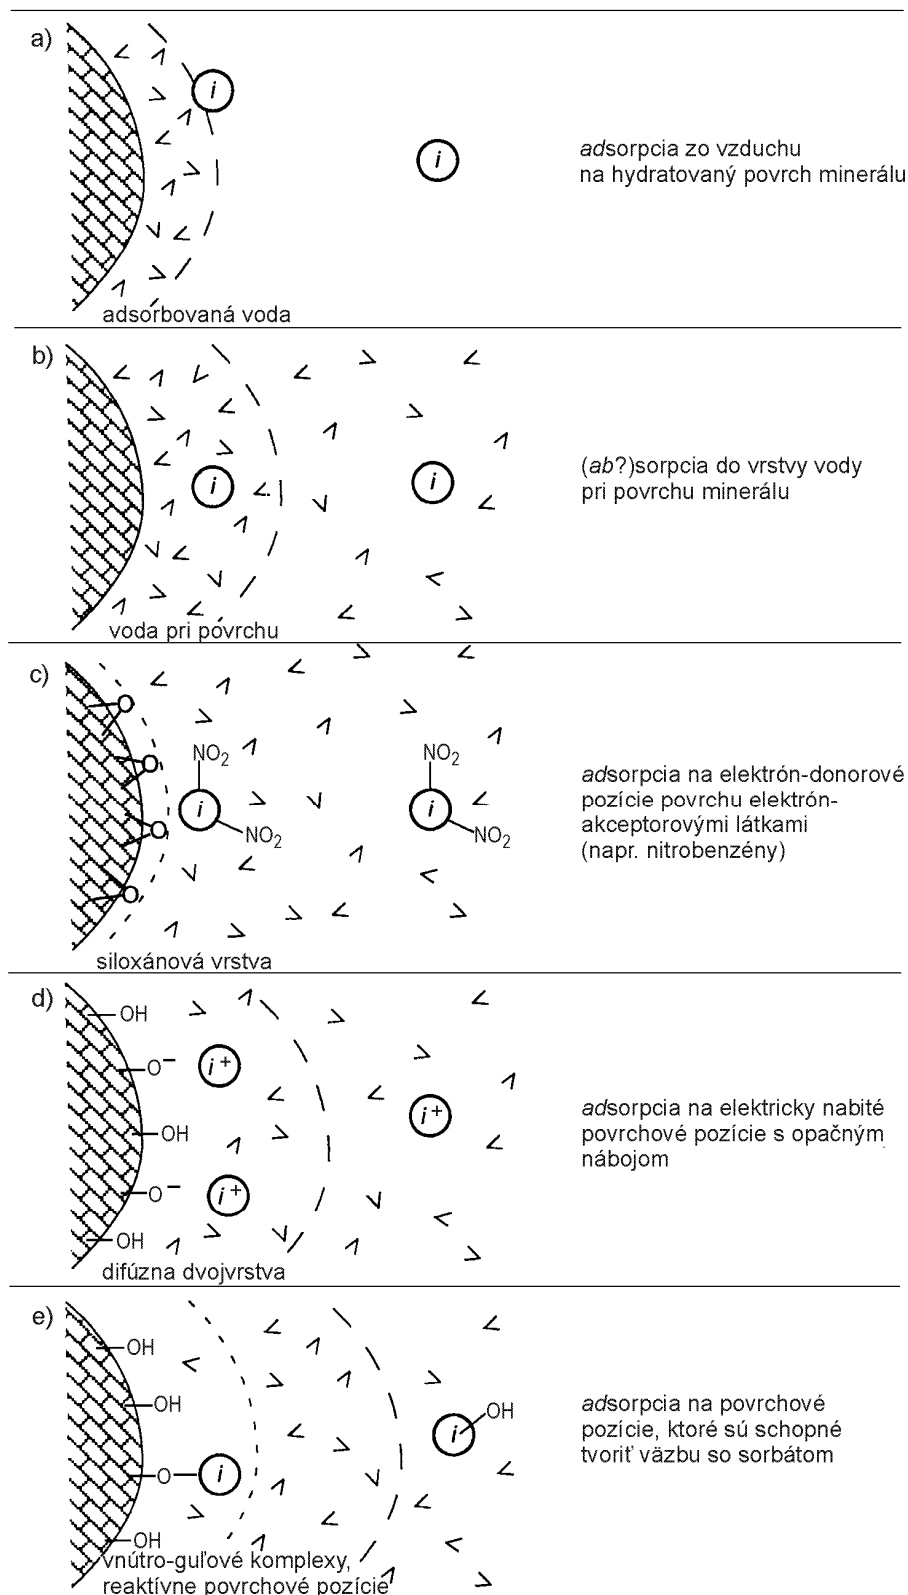 a)
i
i
adsorpcia zo vzduchu
na hydratovaný povrch minerálu
adsorbovaná voda
b)
i
i
(ab?)sorpcia do vrstvy vody
pri povrchu minerálu
voda pri povrchu
c)
O
O
O
O
NO2
i
NO2
NO2
i
NO2
adsorpcia na elektrón-donorové
pozície povrchu elektrón-
akceptorovými látkami
(napr. nitrobenzény)
siloxánová vrstva
d)
OH
O−
i+
OH
O−
i+
OH
i+
adsorpcia na elektricky nabité
povrchové pozície s opačným
nábojom
difúzna dvojvrstva
e)
OH
OH
O
i
OH
i
OH
adsorpcia na povrchové
pozície, ktoré sú schopné
tvoriť väzbu so sorbátom
vnútro-guľové komplexy,
reaktívne povrchové pozície